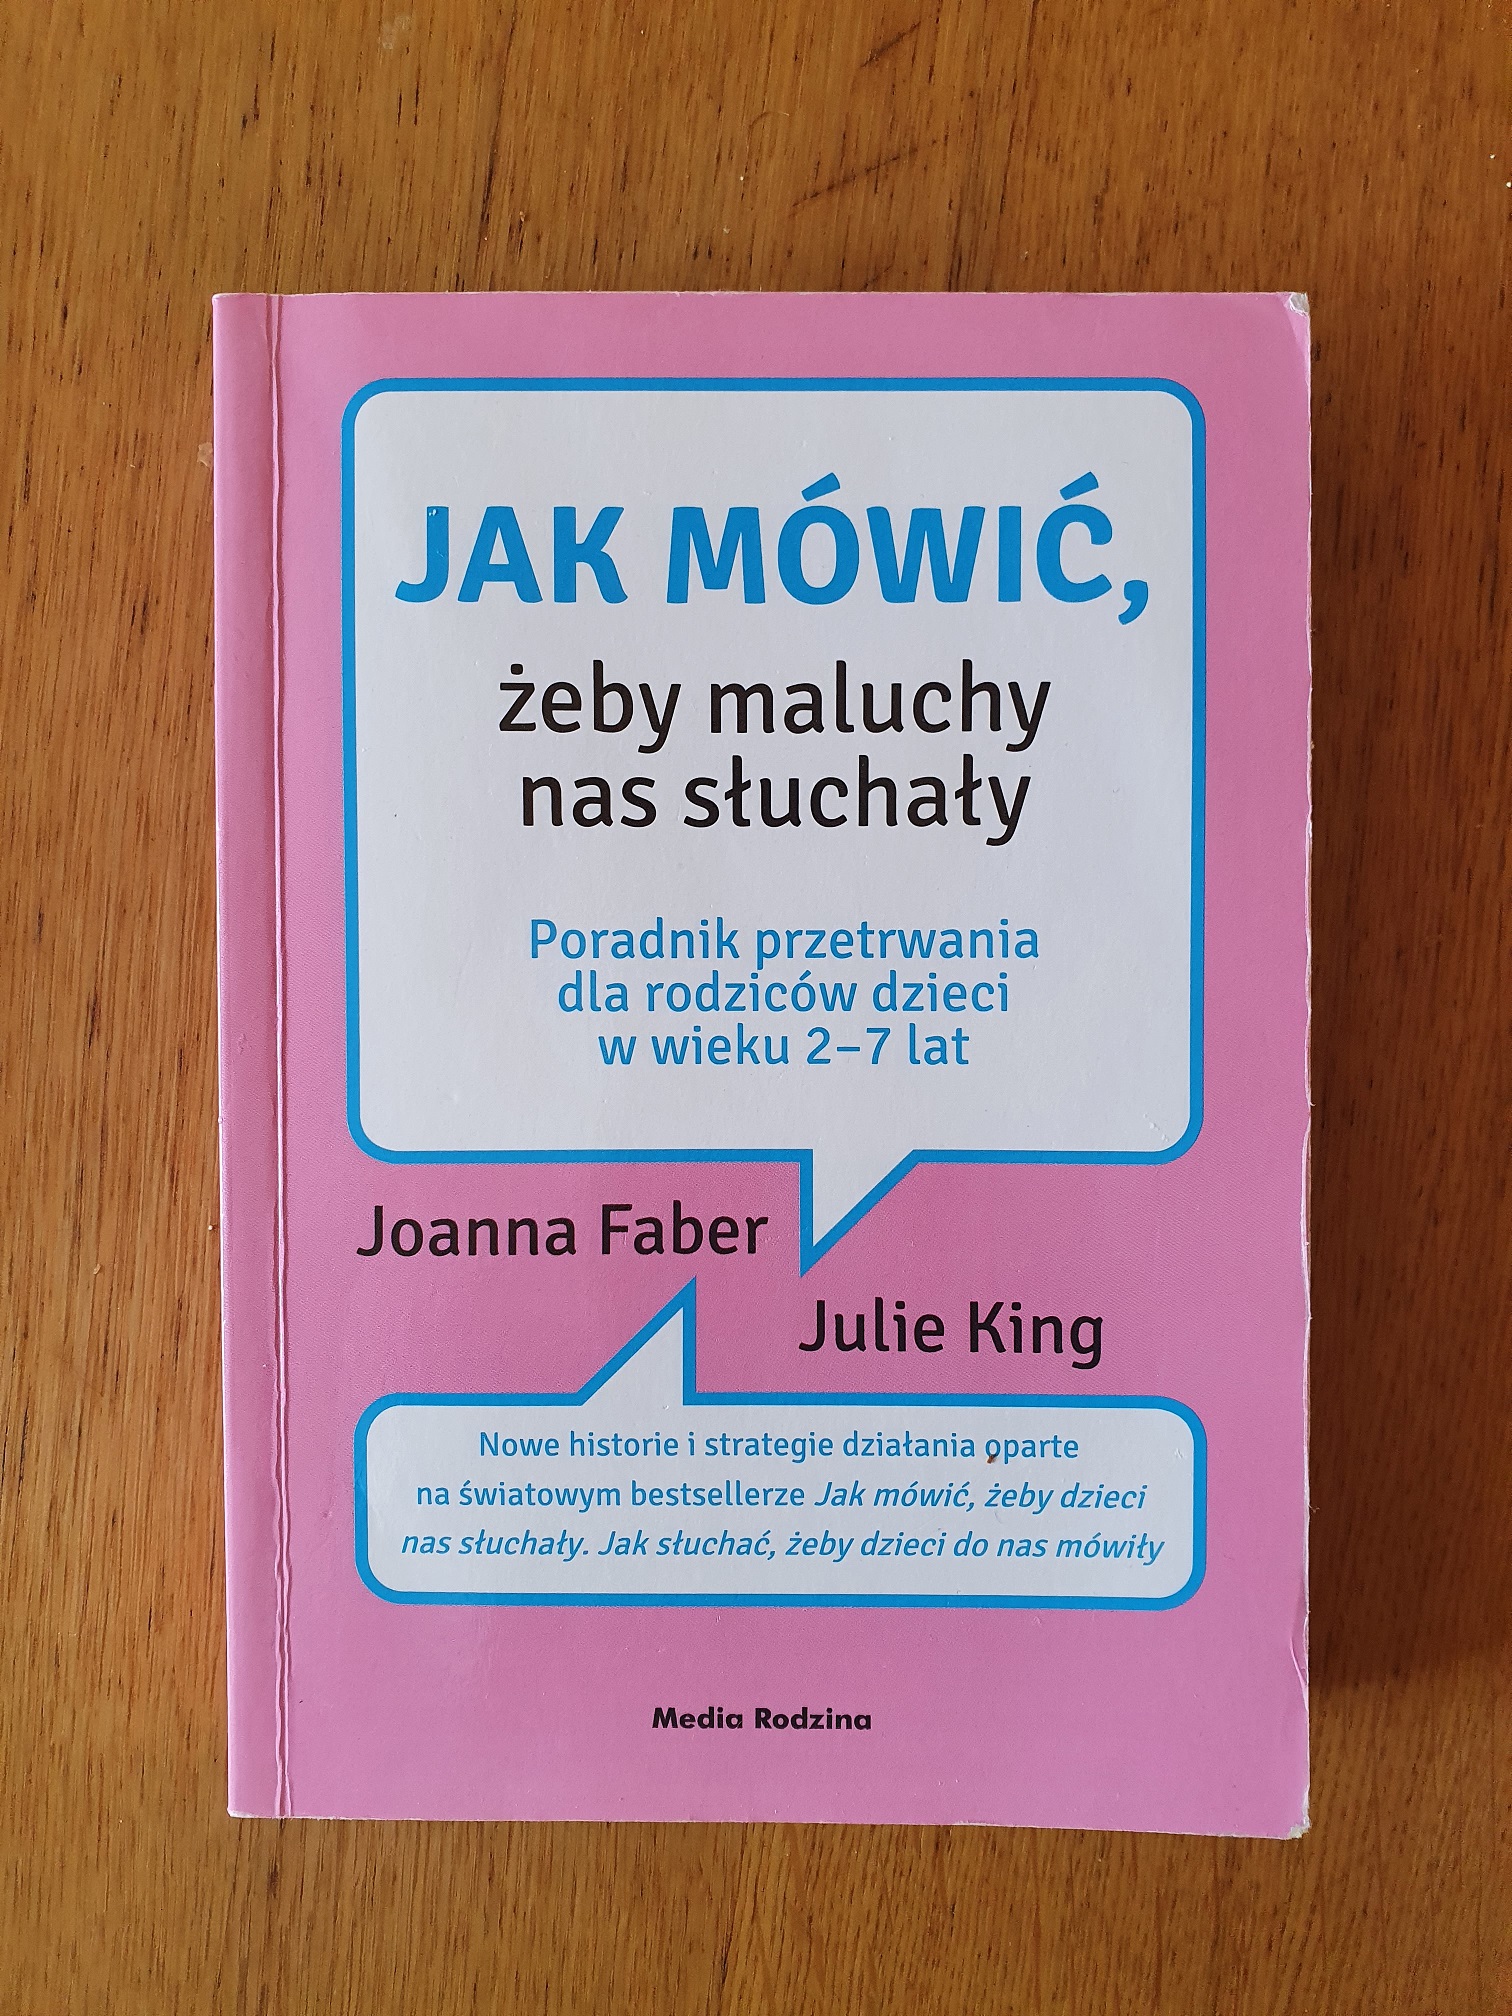 JAK MÓWIĆ,
żeby maluchy
nas słuchały
Poradnik przetrwania
dla rodziców dzieci
w wieku 2–7 lat
Joanna Faber
Julie King
Nowe historie i strategie działania oparte
na światowym bestsellerze Jak mówić, żeby dzieci
nas słuchały. Jak słuchać, żeby dzieci do nas mówiły
Media Rodzina